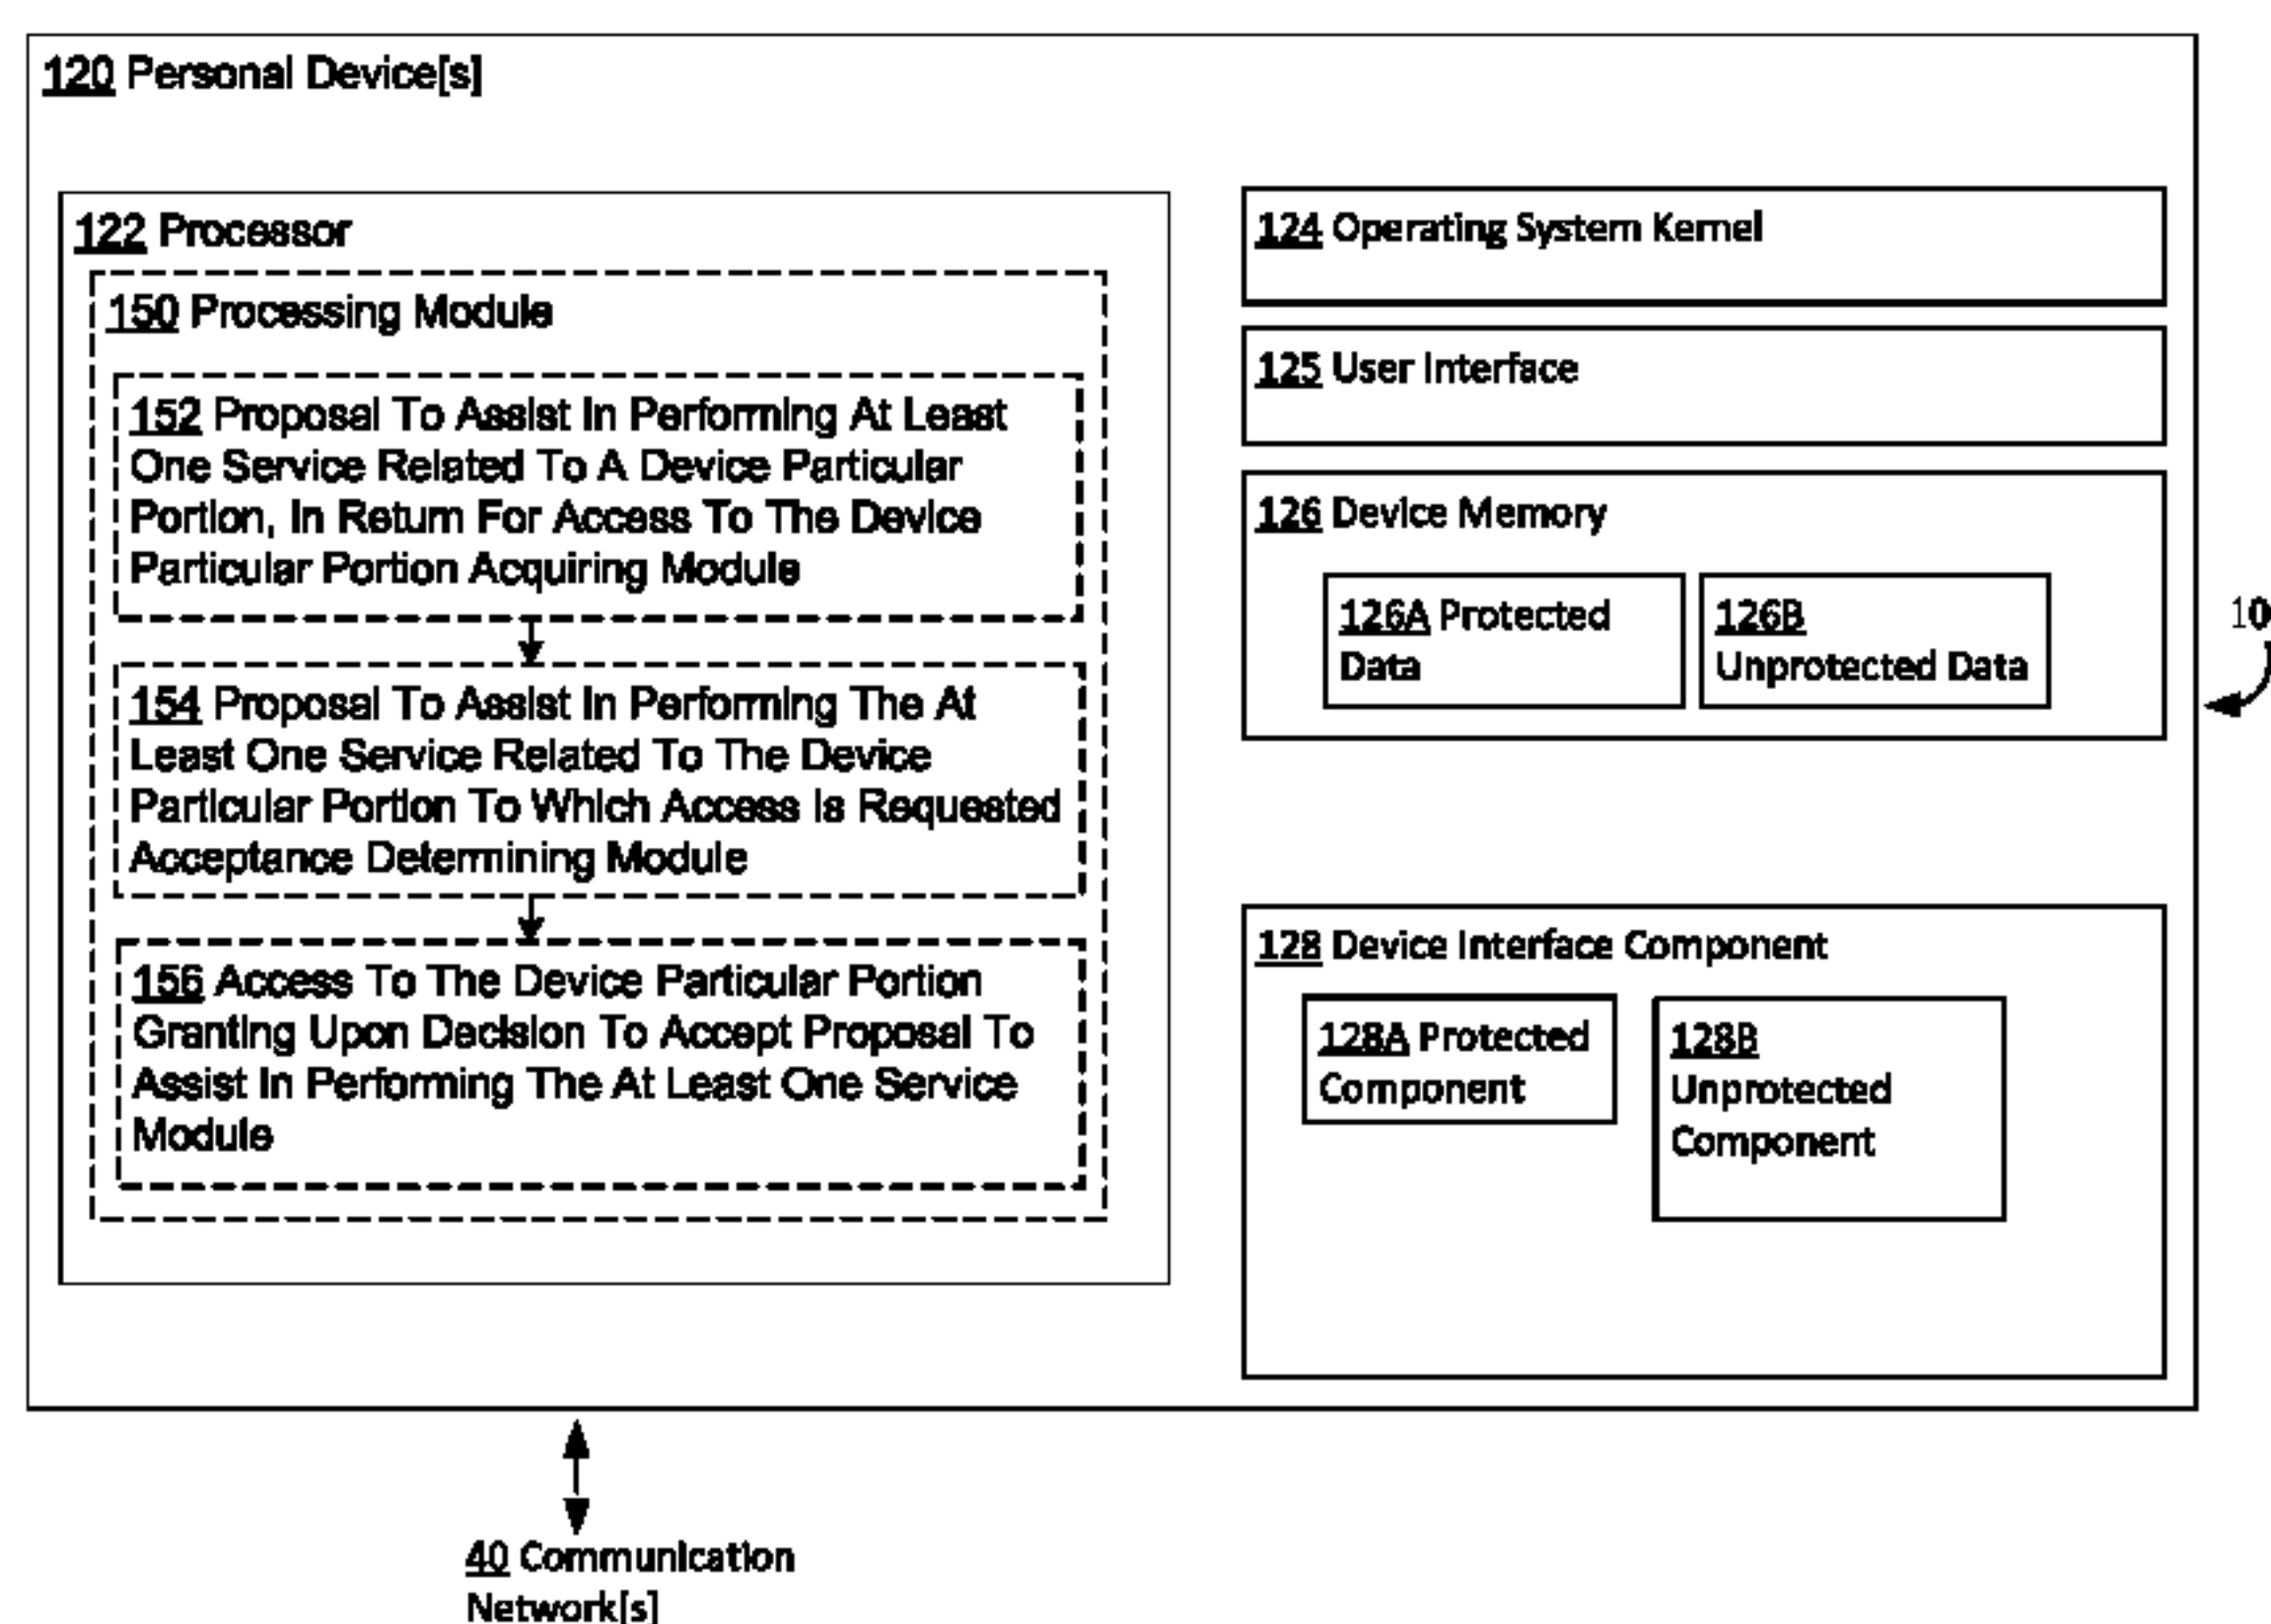 120 Personal Device[s]
122 Processor
150 Processing Module
152 Proposal To Assist In Performing At Least
One Service Related To A Device Particular
Portion, In Return For Access To The Device
Particular Portion Acquiring Module
154 Proposal To Assist In Performing The At
Least One Service Related To The Device
Particular Portion To Which Access Is Requested
Acceptance Determining Module
156 Access To The Device Particular Portion
Granting Upon Decision To Accept Proposal To
Assist In Performing The At Least One Service
Module
124 Operating System Kernel
125 User Interface
126 Device Memory
126A Protected
Data
126B
Unprotected Data
128 Device Interface Component
128A Protected
Component
128B
Unprotected
Component
10
40 Communication
Network[s]